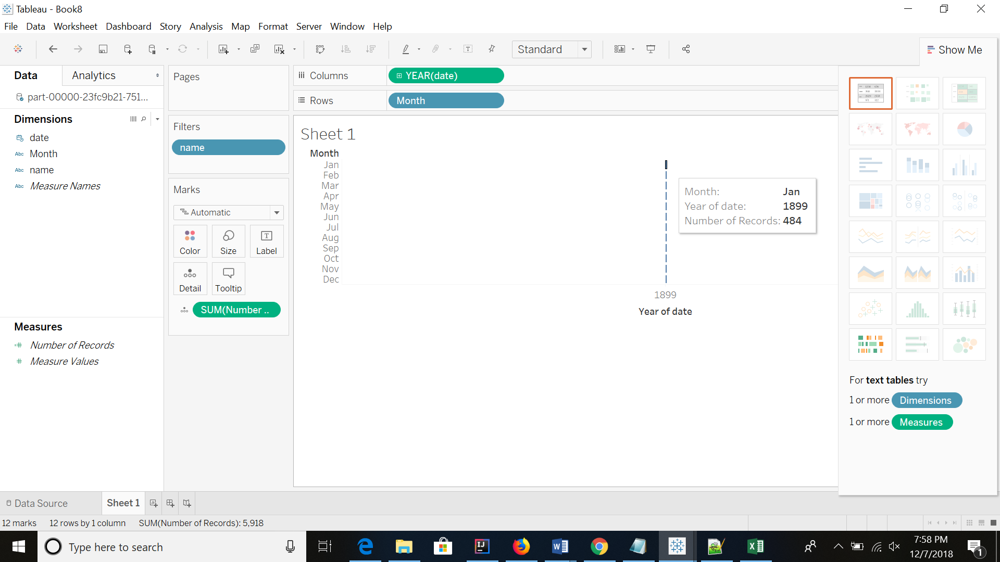 Tableau - Book8
File Data Worksheet Dashboard Story Analysis Map Format Server Window Help
Standard
Show Me
Data
Analytics
part-00000-23fc9b21-751...
Dimensions
date
Abc Month
Abc name
Abc Measure Names
Measures
Number of Records
Measure Values
Pages
Filters
name
Marks
Automatic
Color Size Label
Detail Tooltip
SUM(Number ..
Columns YEAR(date)
Rows Month
Sheet 1
Month
Jan
Feb
Mar
Apr
May
Jun
Jul
Aug
Sep
Oct
Nov
Dec
1899
Year of date
Month: Jan
Year of date: 1899
Number of Records: 484
For text tables try
1 or more Dimensions
1 or more Measures
Data Source Sheet 1
12 marks 12 rows by 1 column SUM(Number of Records): 5,918
Type here to search
7:58 PM
12/7/2018
1